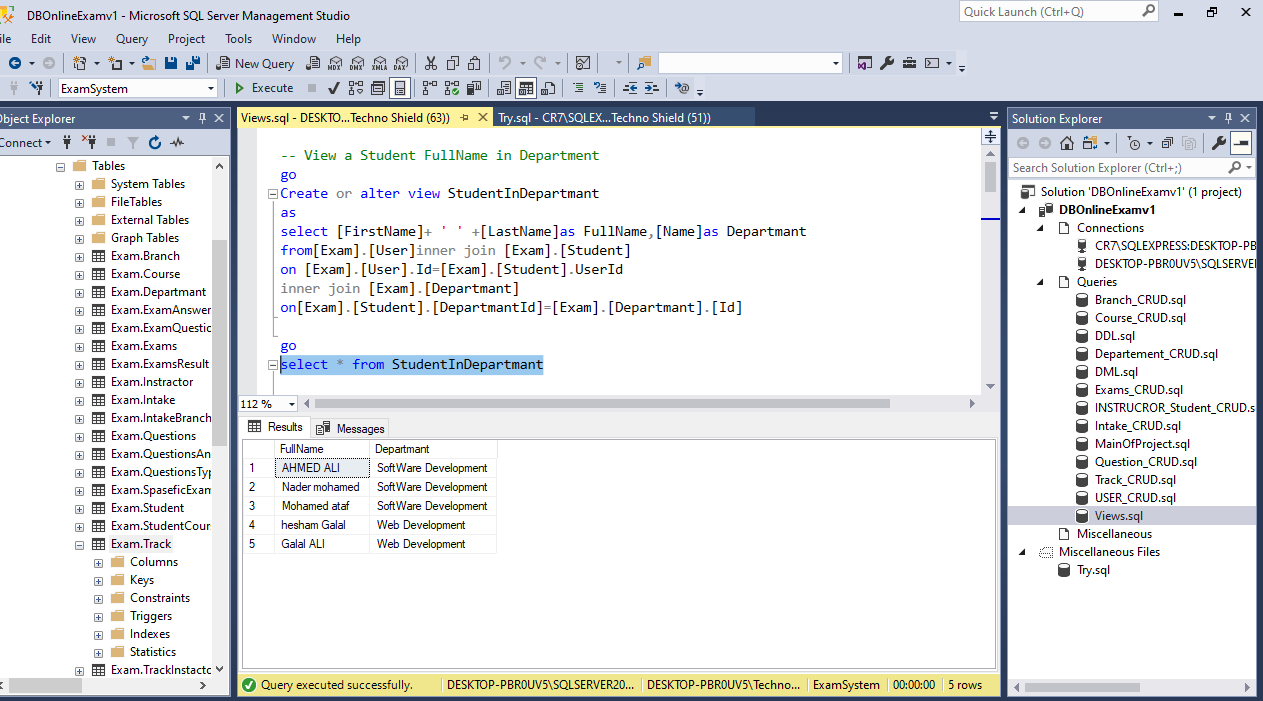 DBOnlineExamv1 - Microsoft SQL Server Management Studio
Quick Launch (Ctrl+Q)
ile Edit View Query Project Tools Window Help
New Query
MDX DMX XMLA DAX
ExamSystem
Execute
Object Explorer
Connect
Tables
System Tables
FileTables
External Tables
Graph Tables
Exam.Branch
Exam.Course
Exam.Departmant
Exam.ExamAnswer
Exam.ExamQuestic
Exam.Exams
Exam.ExamsResult
Exam.Instractor
Exam.Intake
Exam.IntakeBranch
Exam.Questions
Exam.QuestionsAn
Exam.QuestionsTyp
Exam.SpaseficExam
Exam.Student
Exam.StudentCour
Exam.Track
Columns
Keys
Constraints
Triggers
Indexes
Statistics
Exam.TrackInstactc
Views.sql - DESKTO...Techno Shield (63))
Try.sql - CR7\SQLEX...Techno Shield (51))
-- View a Student FullName in Department
go
Create or alter view StudentInDepartmant
as
select [FirstName]+ ' ' +[LastName]as FullName,[Name]as Departmant
from[Exam].[User]inner join [Exam].[Student]
on [Exam].[User].Id=[Exam].[Student].UserId
inner join [Exam].[Departmant]
on[Exam].[Student].[DepartmantId]=[Exam].[Departmant].[Id]
go
select * from StudentInDepartmant
112 %
Results
Messages
FullName Departmant
1 AHMED ALI SoftWare Development
2 Nader mohamed SoftWare Development
3 Mohamed ataf SoftWare Development
4 hesham Galal Web Development
5 Galal ALI Web Development
Query executed successfully.
DESKTOP-PBR0UV5\SQLSERVER20...
DESKTOP-PBR0UV5\Techno...
ExamSystem
00:00:00
5 rows
Solution Explorer
Search Solution Explorer (Ctrl+;)
Solution 'DBOnlineExamv1' (1 project)
DBOnlineExamv1
Connections
CR7\SQLEXPRESS:DESKTOP-PB
DESKTOP-PBR0UV5\SQLSERVER
Queries
Branch_CRUD.sql
Course_CRUD.sql
DDL.sql
Departement_CRUD.sql
DML.sql
Exams_CRUD.sql
INSTRUCROR_Student_CRUD.s
Intake_CRUD.sql
MainOfProject.sql
Question_CRUD.sql
Track_CRUD.sql
USER_CRUD.sql
Views.sql
Miscellaneous
Miscellaneous Files
Try.sql